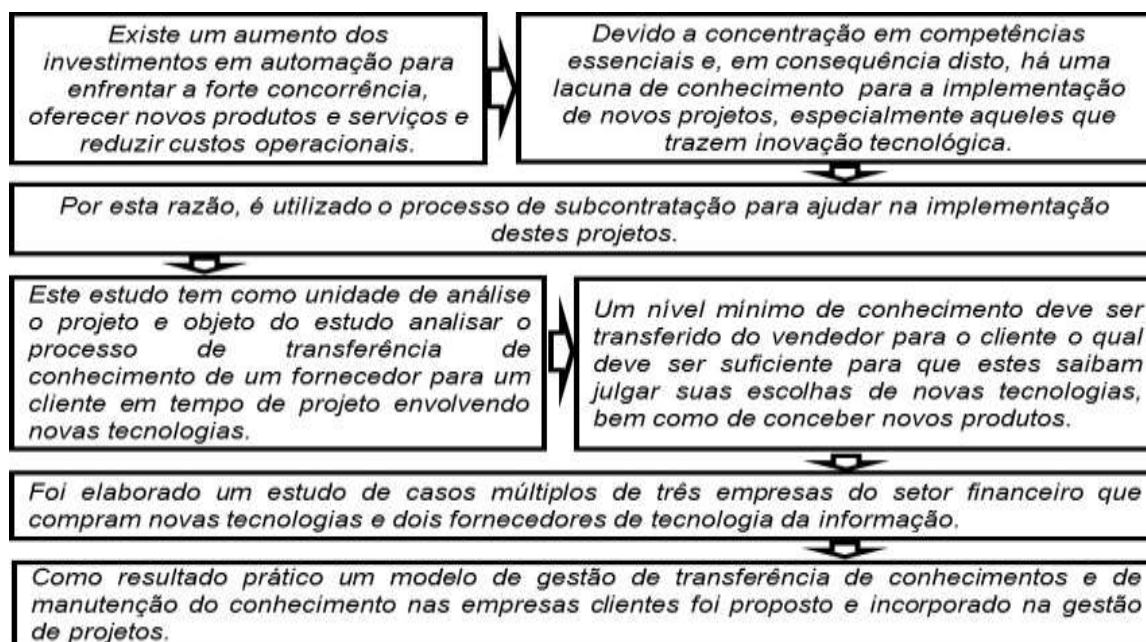 Existe um aumento dos
investimentos em automação para
enfrentar a forte concorrência,
oferecer novos produtos e serviços e
reduzir custos operacionais.
Devido a concentração em competências
essenciais e, em consequência disto, há uma
lacuna de conhecimento para a implementação
de novos projetos, especialmente aqueles que
trazem inovação tecnológica.
Por esta razão, é utilizado o processo de subcontratação para ajudar na implementação
destes projetos.
Este estudo tem como unidade de análise
o projeto e objeto do estudo analisar o
processo de transferência de
conhecimento de um fornecedor para um
cliente em tempo de projeto envolvendo
novas tecnologias.
Um nível mínimo de conhecimento deve ser
transferido do vendedor para o cliente o qual
deve ser suficiente para que estes saibam
julgar suas escolhas de novas tecnologias,
bem como de conceber novos produtos.
Foi elaborado um estudo de casos múltiplos de três empresas do setor financeiro que
compram novas tecnologias e dois fornecedores de tecnologia da informação.
Como resultado prático um modelo de gestão de transferência de conhecimentos e de
manutenção do conhecimento nas empresas clientes foi proposto e incorporado na gestão
de projetos.